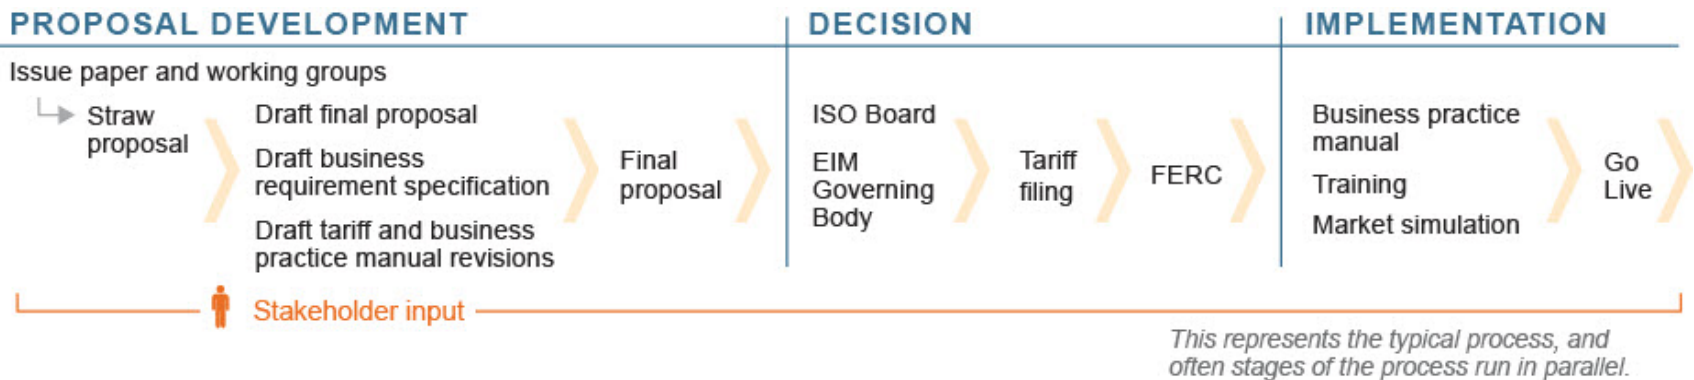 PROPOSAL DEVELOPMENT
Issue paper and working groups
Straw
proposal
Draft final proposal
Draft business
requirement specification
Draft tariff and business
practice manual revisions
Final
proposal
DECISION
ISO Board
EIM
Governing
Body
Tariff
filing
FERC
IMPLEMENTATION
Business practice
manual
Training
Market simulation
Go
Live
Stakeholder input
This represents the typical process, and
often stages of the process run in parallel.